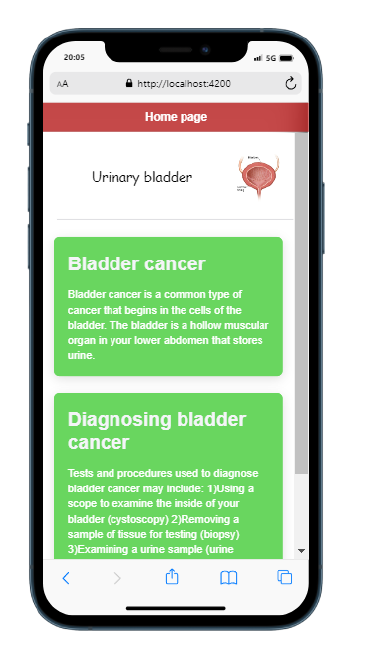 20:05
5G
AA
http://localhost:4200
Home page
Urinary bladder
Bladder cancer
Bladder cancer is a common type of
cancer that begins in the cells of the
bladder. The bladder is a hollow muscular
organ in your lower abdomen that stores
urine.
Diagnosing bladder
cancer
Tests and procedures used to diagnose
bladder cancer may include: 1)Using a
scope to examine the inside of your
bladder (cystoscopy) 2)Removing a
sample of tissue for testing (biopsy)
3)Examining a urine sample (urine